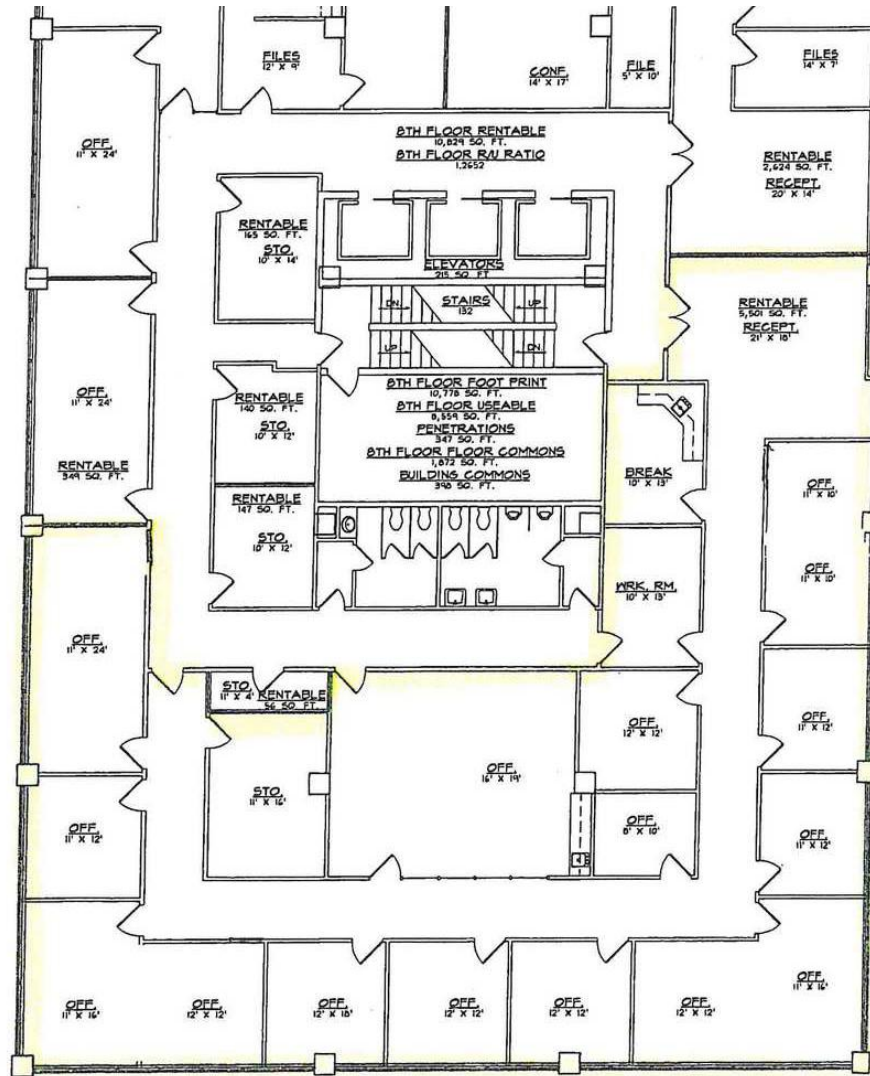 FILES
12' X 9'
CONF.
14' X 17'
FILE
5' X 10'
FILES
14' X 7'
OFF.
11' X 24'
8TH FLOOR RENTABLE
10,829 SQ. FT.
8TH FLOOR R/U RATIO
1.2652
RENTABLE
2,624 SQ. FT.
RECEPT.
20' X 14'
RENTABLE
165 SQ. FT.
STO.
10' X 14'
ELEVATORS
215 SQ. FT
DN.
STAIRS
132
UP
UP
DN.
RENTABLE
5,501 SQ. FT.
RECEPT.
21' X 18'
OFF.
11' X 24'
RENTABLE
349 SQ. FT.
RENTABLE
140 SQ. FT.
STO.
10' X 12'
8TH FLOOR FOOT PRINT
10,778 SQ. FT.
8TH FLOOR USEABLE
8,559 SQ. FT.
PENETRATIONS
347 SQ. FT.
8TH FLOOR FLOOR COMMONS
1,872 SQ. FT.
BUILDING COMMONS
398 SQ. FT.
BREAK
10' X 13'
OFF.
11' X 10'
RENTABLE
147 SQ. FT.
STO.
10' X 12'
OFF.
11' X 10'
WRK. RM.
10' X 13'
OFF.
11' X 24'
STO.
11' X 4'
RENTABLE
56 SQ. FT.
OFF.
12' X 12'
OFF.
11' X 12'
OFF.
16' X 19'
STO.
11' X 16'
OFF.
11' X 12'
OFF.
8' X 10'
OFF.
11' X 12'
OFF.
11' X 16'
OFF.
12' X 12'
OFF.
12' X 18'
OFF.
12' X 12'
OFF.
12' X 12'
OFF.
12' X 12'
OFF.
11' X 16'